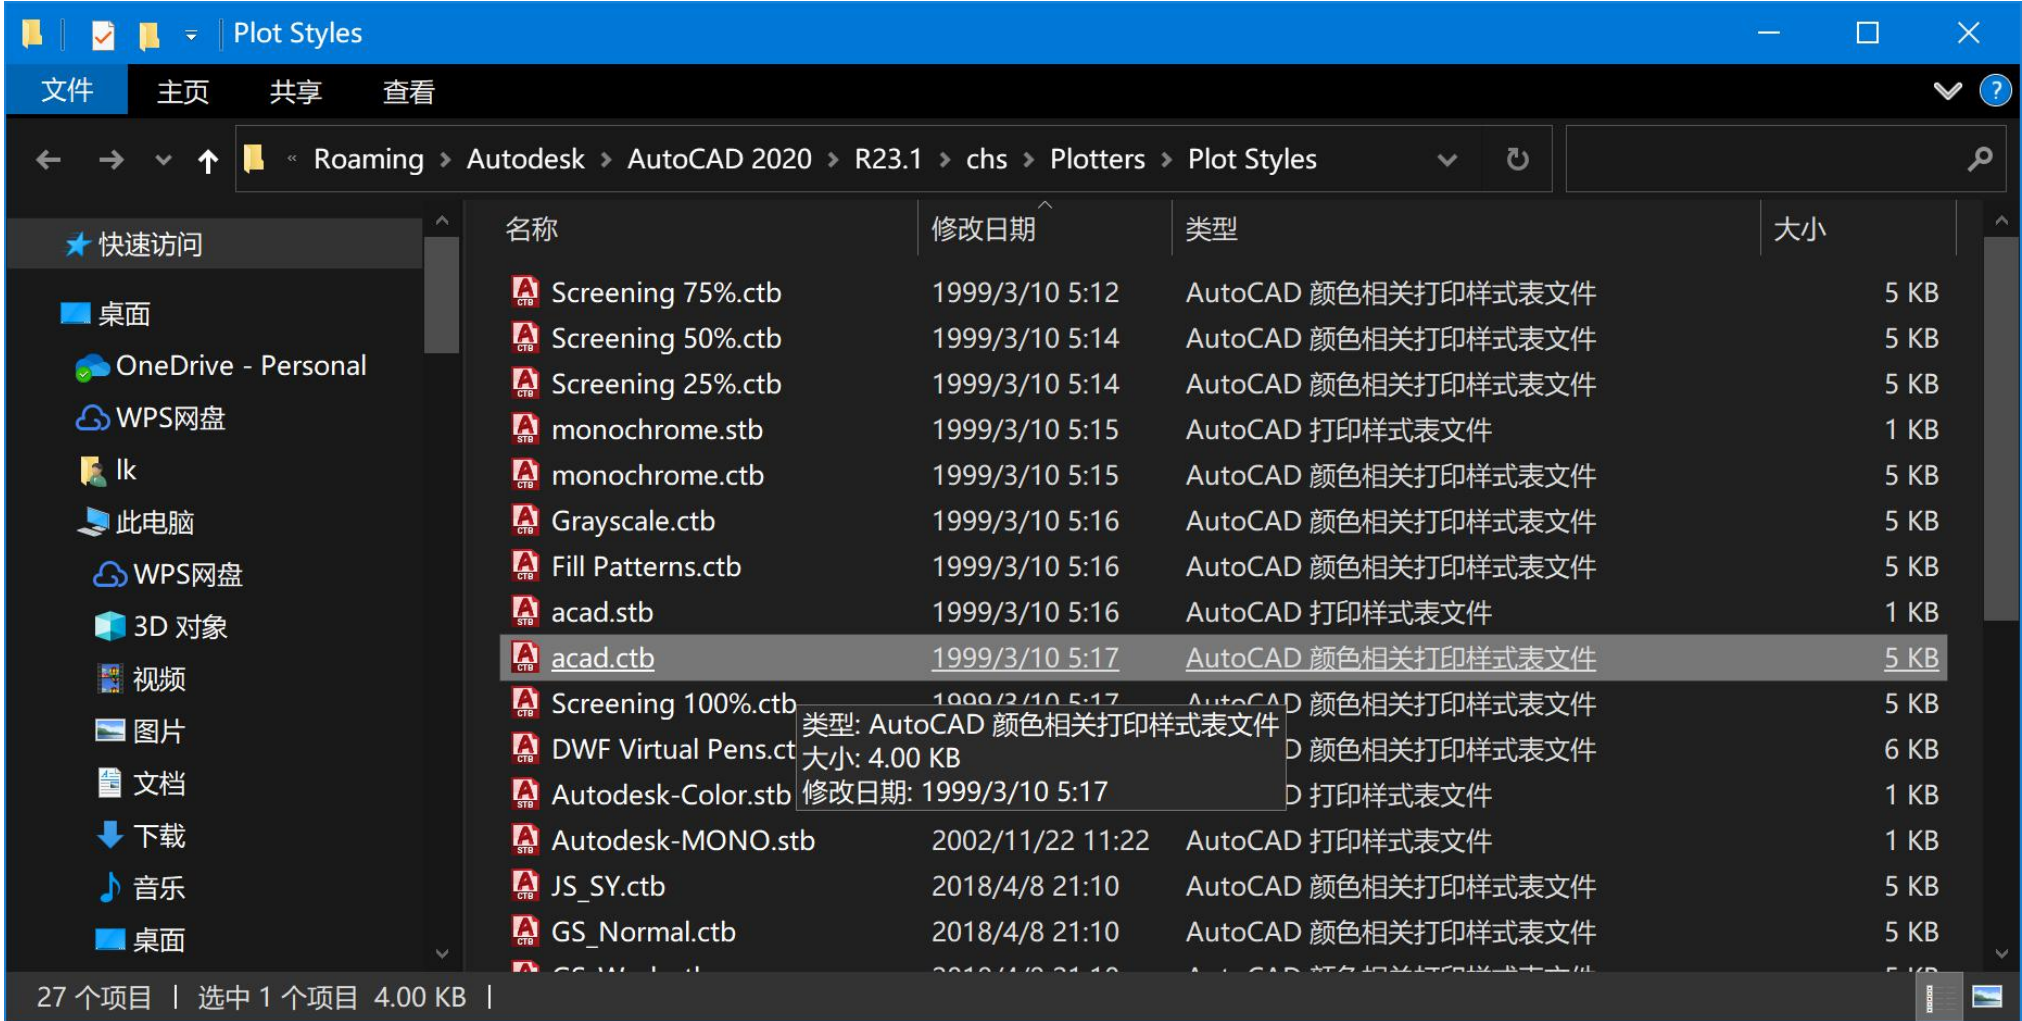 Plot Styles
文件 主页 共享 查看
« Roaming > Autodesk > AutoCAD 2020 > R23.1 > chs > Plotters > Plot Styles
快速访问
桌面
OneDrive - Personal
WPS网盘
lk
此电脑
WPS网盘
3D 对象
视频
图片
文档
下载
音乐
桌面
名称 修改日期 类型 大小
Screening 75%.ctb 1999/3/10 5:12 AutoCAD 颜色相关打印样式表文件 5 KB
Screening 50%.ctb 1999/3/10 5:14 AutoCAD 颜色相关打印样式表文件 5 KB
Screening 25%.ctb 1999/3/10 5:14 AutoCAD 颜色相关打印样式表文件 5 KB
monochrome.stb 1999/3/10 5:15 AutoCAD 打印样式表文件 1 KB
monochrome.ctb 1999/3/10 5:15 AutoCAD 颜色相关打印样式表文件 5 KB
Grayscale.ctb 1999/3/10 5:16 AutoCAD 颜色相关打印样式表文件 5 KB
Fill Patterns.ctb 1999/3/10 5:16 AutoCAD 颜色相关打印样式表文件 5 KB
acad.stb 1999/3/10 5:16 AutoCAD 打印样式表文件 1 KB
acad.ctb 1999/3/10 5:17 AutoCAD 颜色相关打印样式表文件 5 KB
Screening 100%.ctb 1999/3/10 5:17 AutoCAD 颜色相关打印样式表文件 5 KB
DWF Virtual Pens.ct D 颜色相关打印样式表文件 6 KB
Autodesk-Color.stb D 打印样式表文件 1 KB
类型: AutoCAD 颜色相关打印样式表文件
大小: 4.00 KB
修改日期: 1999/3/10 5:17
Autodesk-MONO.stb 2002/11/22 11:22 AutoCAD 打印样式表文件 1 KB
JS_SY.ctb 2018/4/8 21:10 AutoCAD 颜色相关打印样式表文件 5 KB
GS_Normal.ctb 2018/4/8 21:10 AutoCAD 颜色相关打印样式表文件 5 KB
27 个项目 | 选中 1 个项目 4.00 KB |